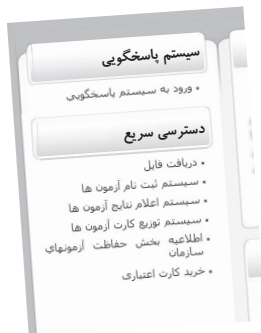 سیستم پاسخگویی
• ورود به سیستم پاسخگویی
دسترسی سریع
• دریافت فایل
• سیستم ثبت نام آزمون ها
• سیستم اعلام نتایج آزمون ها
• سیستم توزیع کارت آزمون ها
• اطلاعیه بخش حفاظت آزمونهای
سازمان
• خرید کارت اعتباری